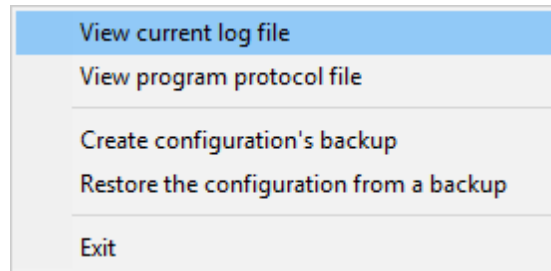 View current log file
View program protocol file
Create configuration's backup
Restore the configuration from a backup
Exit